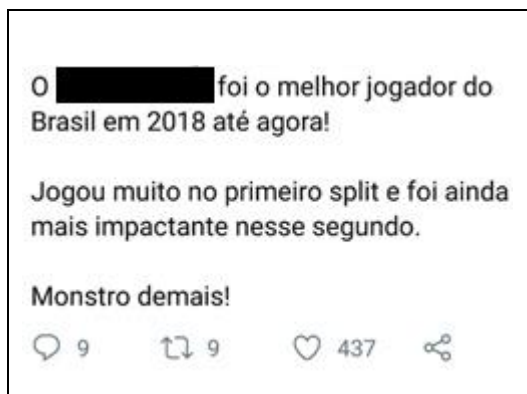 O foi o melhor jogador do
Brasil em 2018 até agora!
Jogou muito no primeiro split e foi ainda
mais impactante nesse segundo.
Monstro demais!
9 9 437